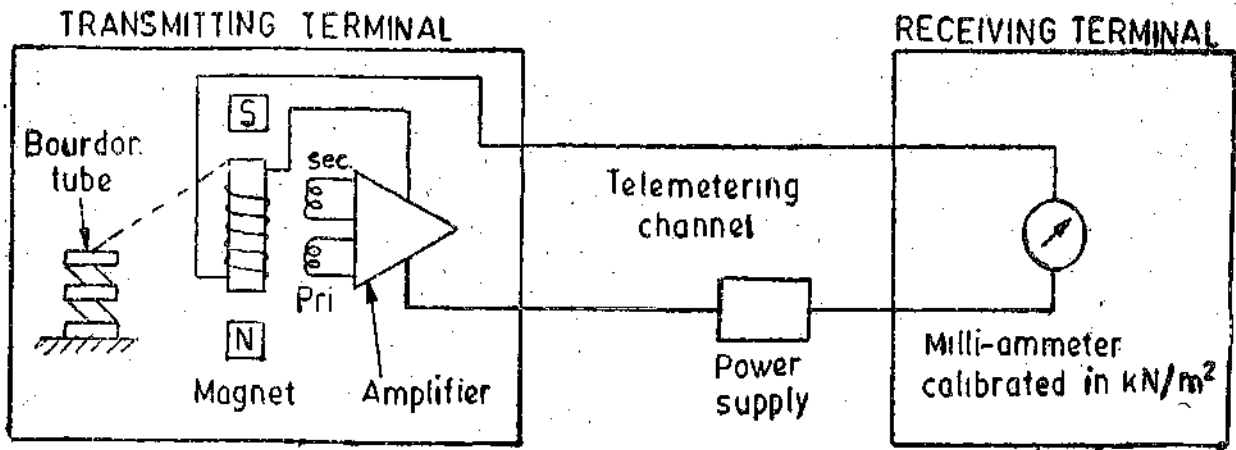 TRANSMITTING TERMINAL
RECEIVING TERMINAL
S
Bourdon
tube
sec.
Telemetering
channel
Pri
N
Magnet
Amplifier
Power
supply
Milli-ammeter
calibrated in kN/m²